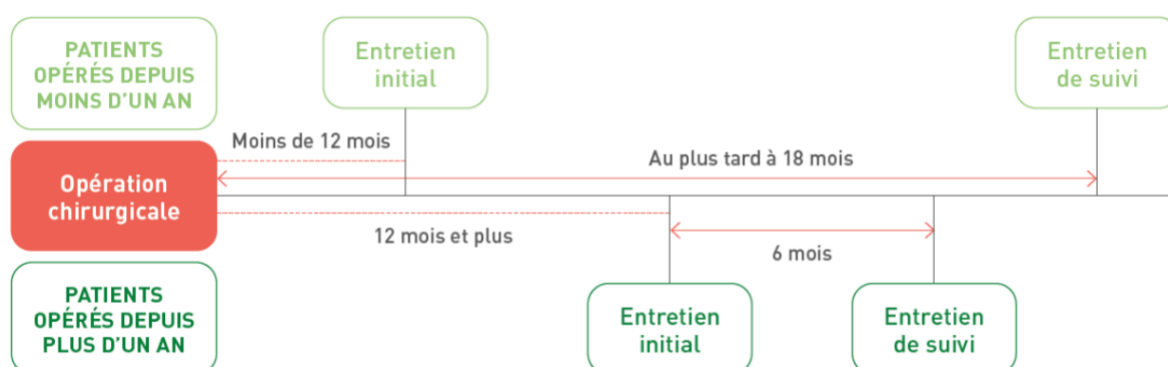 PATIENTS
OPÉRÉS DEPUIS
MOINS D'UN AN
Entretien
initial
Entretien
de suivi
Moins de 12 mois
Au plus tard à 18 mois
Opération
chirurgicale
12 mois et plus
6 mois
PATIENTS
OPÉRÉS DEPUIS
PLUS D'UN AN
Entretien
initial
Entretien
de suivi